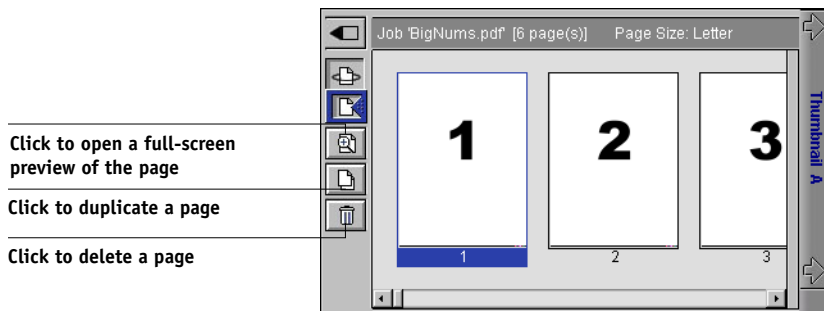 Job 'BigNums.pdf' [6 page(s)] Page Size: Letter
Click to open a full-screen
preview of the page
Click to duplicate a page
Click to delete a page
1
2
3
1
2
3
Thumbnail A